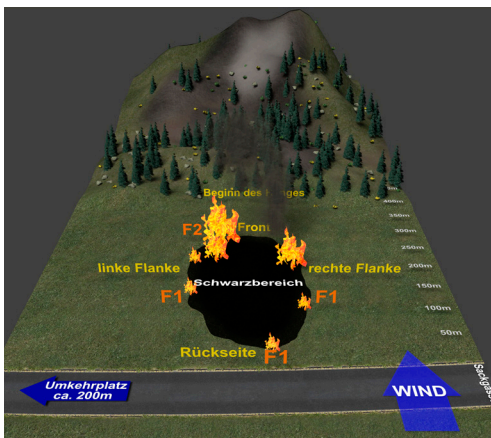 Beginn des Hanges
400m
350m
F2
Front
300m
250m
linke Flanke
rechte Flanke
200m
Schwarzbereich
F1
F1
150m
100m
50m
Rückseite
F1
Umkehrplatz
ca. 200m
WIND
Sackgasse